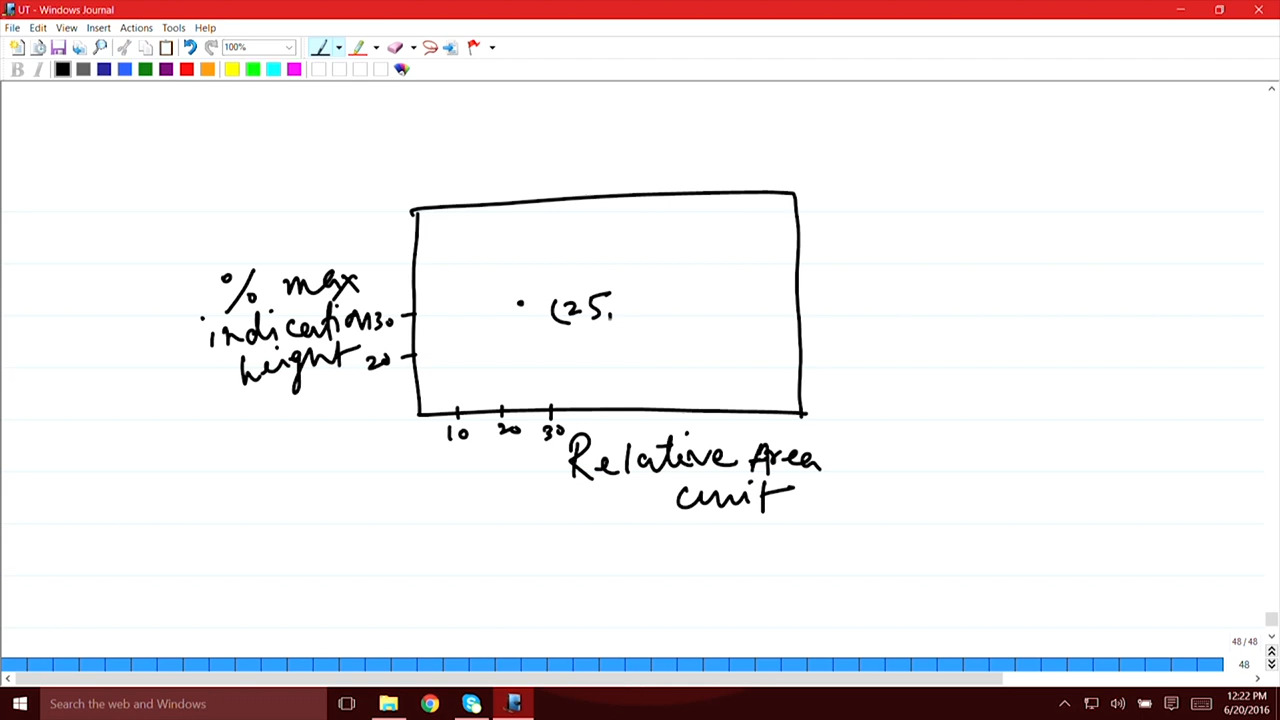 UT - Windows Journal
File Edit View Insert Actions Tools Help
100%
B I
% max
indication 30
height 20
(25,
10 20 30
Relative Area
unit
48 / 48
48
Search the web and Windows
12:22 PM
6/20/2016